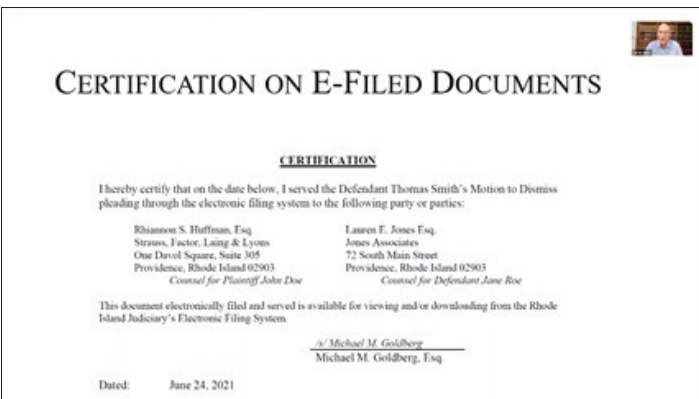 CERTIFICATION ON E-FILED DOCUMENTS
CERTIFICATION
I hereby certify that on the date below, I served the Defendant Thomas Smith's Motion to Dismiss
pleading through the electronic filing system to the following party or parties:
Rhiannon S. Huffman, Esq.
Strauss, Factor, Laing & Lyons
One Davol Square, Suite 305
Providence, Rhode Island 02903
Counsel for Plaintiff John Doe
Lauren E. Jones Esq.
Jones Associates
72 South Main Street
Providence, Rhode Island 02903
Counsel for Defendant Jane Roe
This document electronically filed and served is available for viewing and/or downloading from the Rhode
Island Judiciary's Electronic Filing System.
/s/ Michael M. Goldberg
Michael M. Goldberg, Esq.
Dated: June 24, 2021